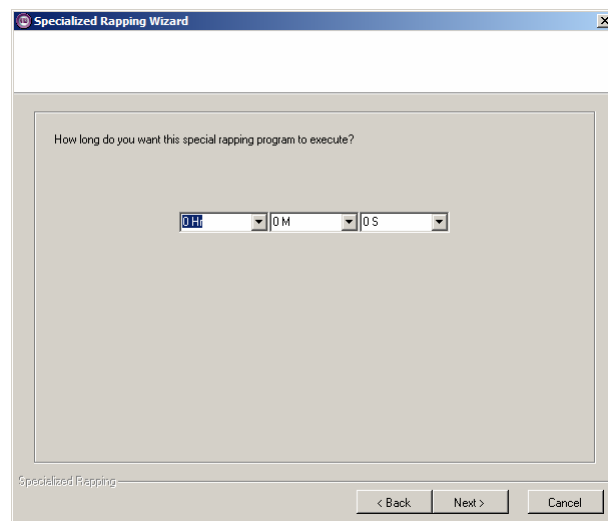 Specialized Rapping Wizard
How long do you want this special rapping program to execute?
0 Hr 0 M 0 S
Specialized Rapping
< Back Next > Cancel